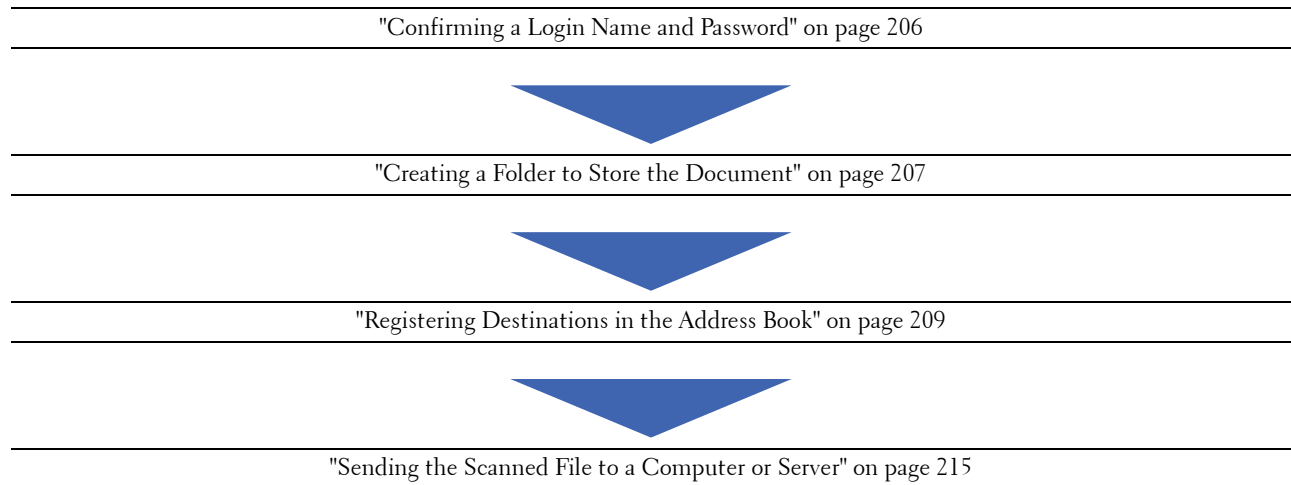 "Confirming a Login Name and Password" on page 206
"Creating a Folder to Store the Document" on page 207
"Registering Destinations in the Address Book" on page 209
"Sending the Scanned File to a Computer or Server" on page 215